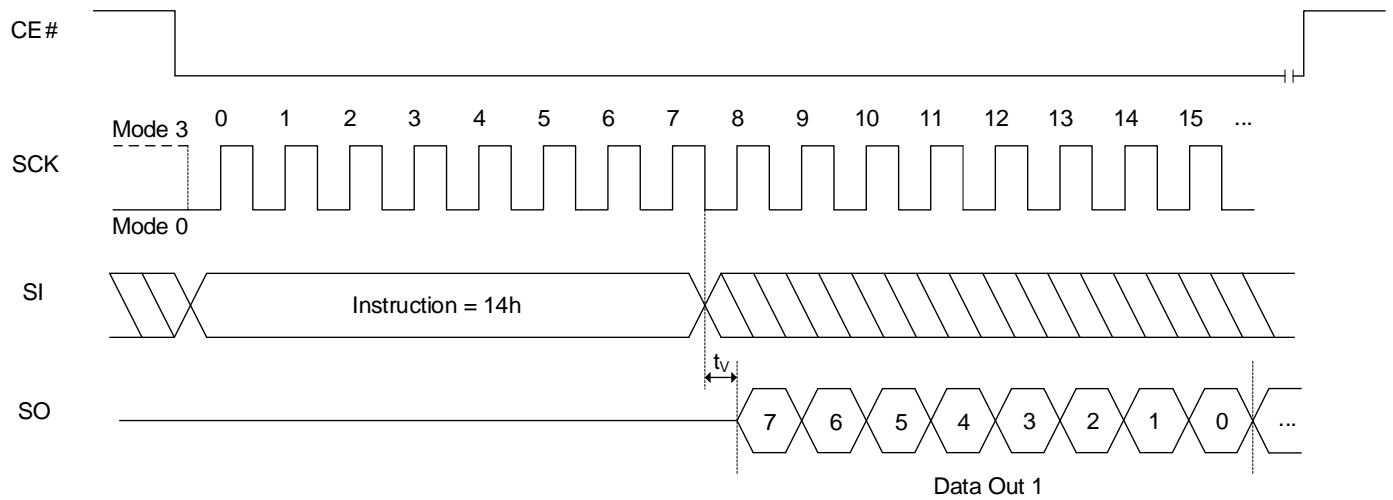 CE#
0 1 2 3 4 5 6 7 8 9 10 11 12 13 14 15 ...
Mode 3
SCK
Mode 0
SI
Instruction = 14h
tV
SO
7 6 5 4 3 2 1 0 ...
Data Out 1